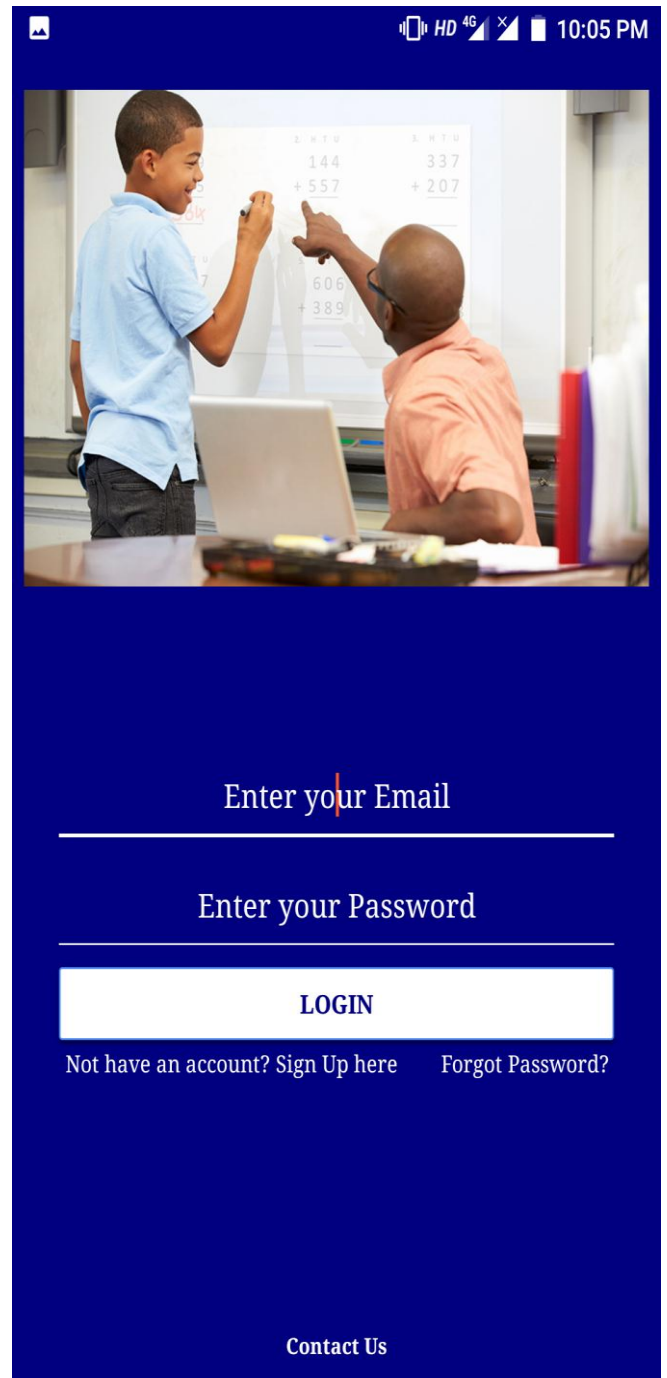 HD 4G 10:05 PM
Z H T U Z H T U
144 337
+ 557 + 207
606
+ 389
Enter your Email
Enter your Password
LOGIN
Not have an account? Sign Up here Forgot Password?
Contact Us